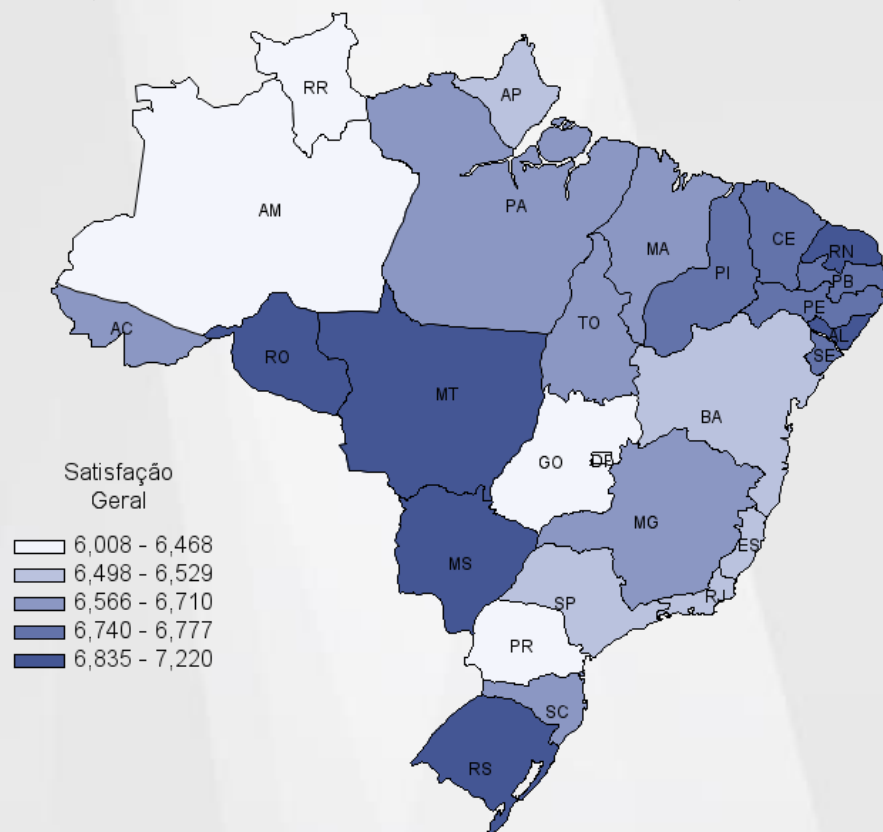 RR
AP
AM
PA
MA
CE
RN
PI
PB
PE
AL
SE
AC
TO
RO
MT
BA
GO
DF
MG
ES
MS
SP
RJ
PR
SC
RS
Satisfação
Geral
6,008 - 6,468
6,498 - 6,529
6,566 - 6,710
6,740 - 6,777
6,835 - 7,220